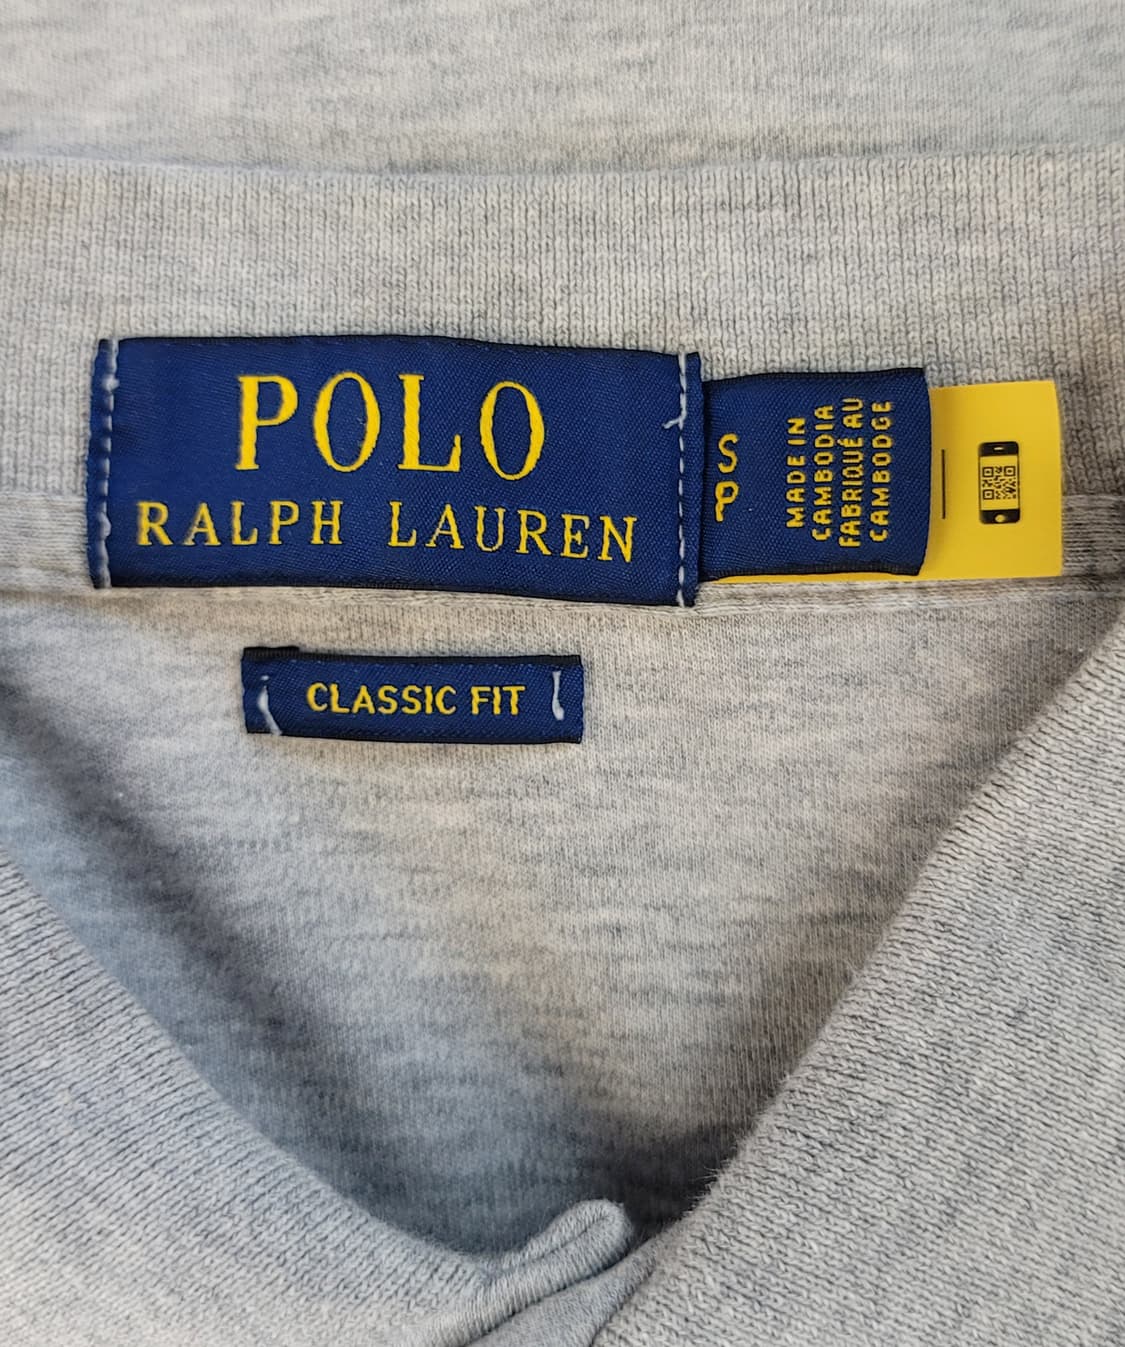 POLO
RALPH LAUREN
S
P
MADE IN
CAMBODIA
FABRIQUÉ AU
CAMBODGE
CLASSIC FIT